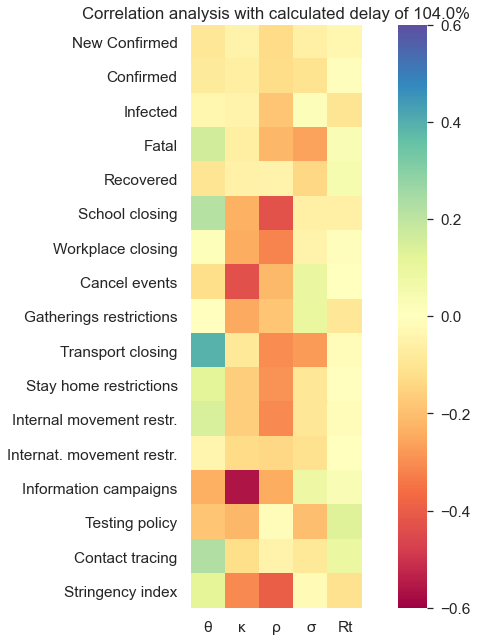 Correlation analysis with calculated delay of 104.0%
New Confirmed
Confirmed
Infected
Fatal
Recovered
School closing
Workplace closing
Cancel events
Gatherings restrictions
Transport closing
Stay home restrictions
Internal movement restr.
Internat. movement restr.
Information campaigns
Testing policy
Contact tracing
Stringency index
θ κ ρ σ Rt
0.6
0.4
0.2
0.0
−0.2
−0.4
−0.6